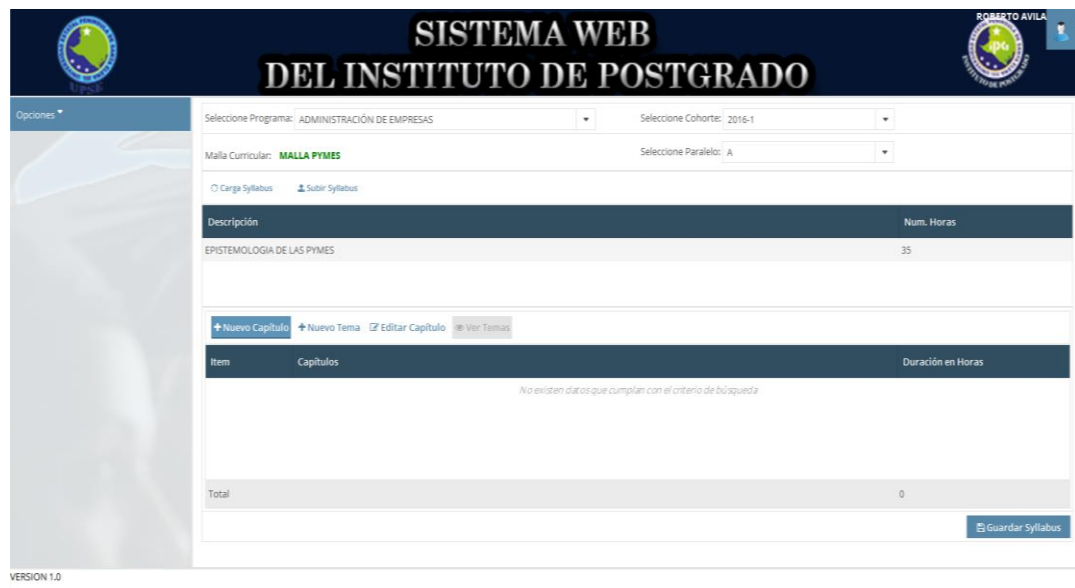 SISTEMA WEB
DEL INSTITUTO DE POSTGRADO
ROBERTO AVILA
UPSE
ipg
Opciones
Seleccione Programa: ADMINISTRACIÓN DE EMPRESAS Seleccione Cohorte: 2016-1
Malla Curricular: MALLA PYMES Seleccione Paralelo: A
Carga Syllabus Subir Syllabus
Descripción Num. Horas
EPISTEMOLOGIA DE LAS PYMES 35
Nuevo Capítulo Nuevo Tema Editar Capítulo Ver Temas
Item Capítulos Duración en Horas
No existen datos que cumplan con el criterio de búsqueda
Total 0
Guardar Syllabus
VERSION 1.0